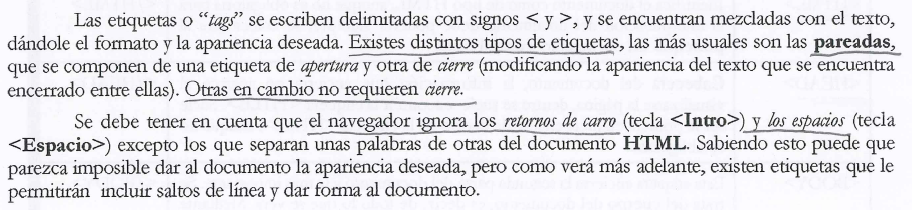 Las etiquetas o “tags” se escriben delimitadas con signos < y >, y se encuentran mezcladas con el texto,
dándole el formato y la apariencia deseada. Existes distintos tipos de etiquetas, las más usuales son las pareadas,
que se componen de una etiqueta de apertura y otra de cierre (modificando la apariencia del texto que se encuentra
encerrado entre ellas). Otras en cambio no requieren cierre.
Se debe tener en cuenta que el navegador ignora los retornos de carro (tecla <Intro>) y los espacios (tecla
<Espacio>) excepto los que separan unas palabras de otras del documento HTML. Sabiendo esto puede que
parezca imposible dar al documento la apariencia deseada, pero como verá más adelante, existen etiquetas que le
permitirán incluir saltos de línea y dar forma al documento.